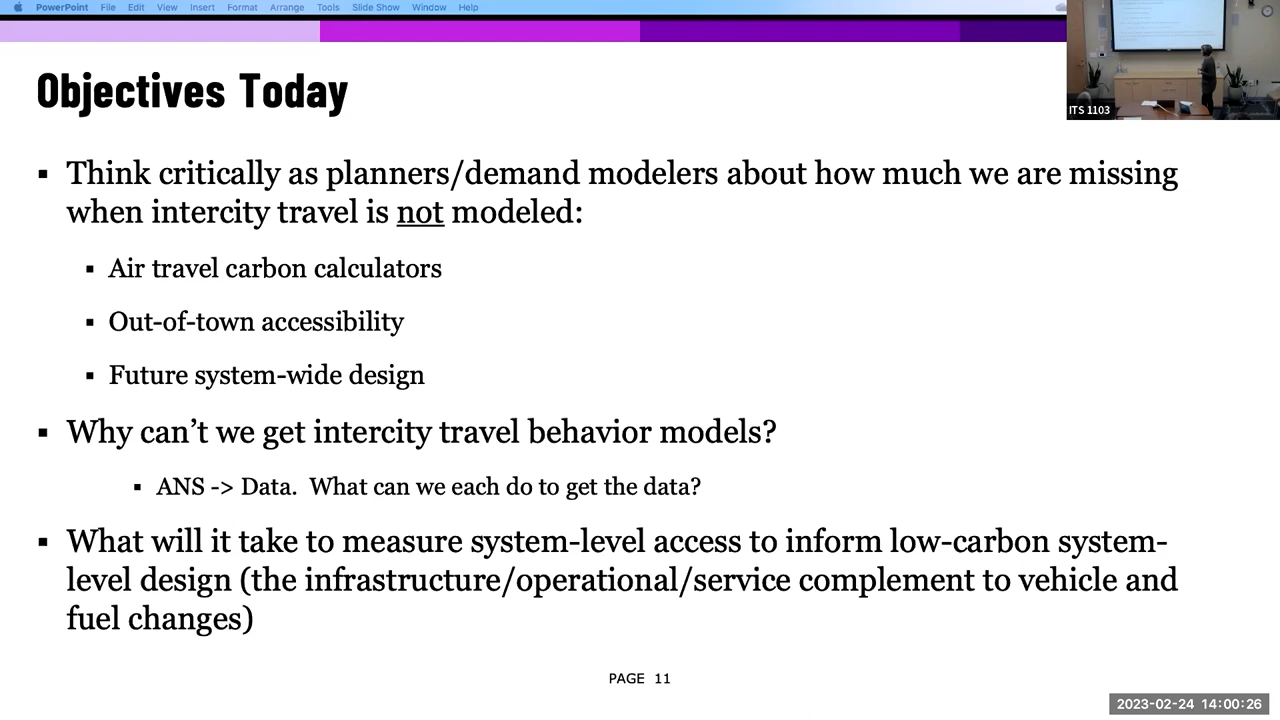 PowerPoint File Edit View Insert Format Arrange Tools Slide Show Window Help
ITS 1103
Objectives Today
▪ Think critically as planners/demand modelers about how much we are missing
when intercity travel is not modeled:
▪ Air travel carbon calculators
▪ Out-of-town accessibility
▪ Future system-wide design
▪ Why can't we get intercity travel behavior models?
▪ ANS -> Data. What can we each do to get the data?
▪ What will it take to measure system-level access to inform low-carbon system-
level design (the infrastructure/operational/service complement to vehicle and
fuel changes)
PAGE 11
2023-02-24 14:00:26